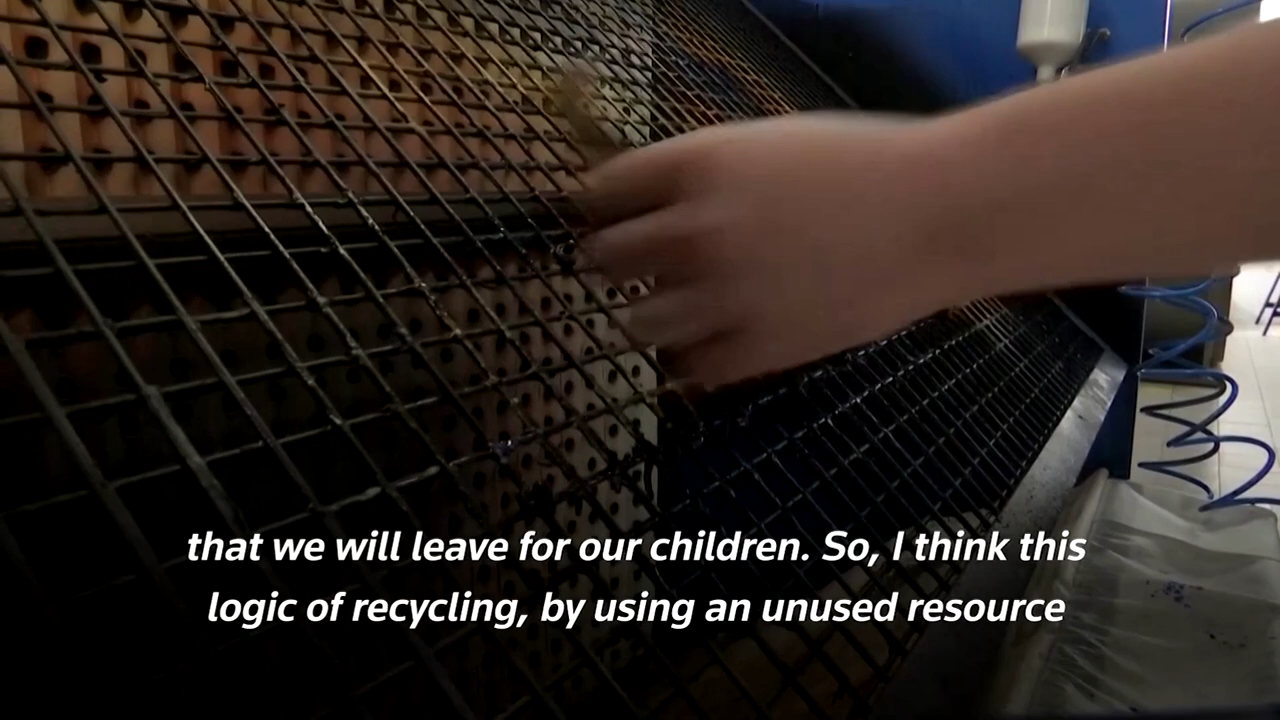 that we will leave for our children. So, I think this
logic of recycling, by using an unused resource